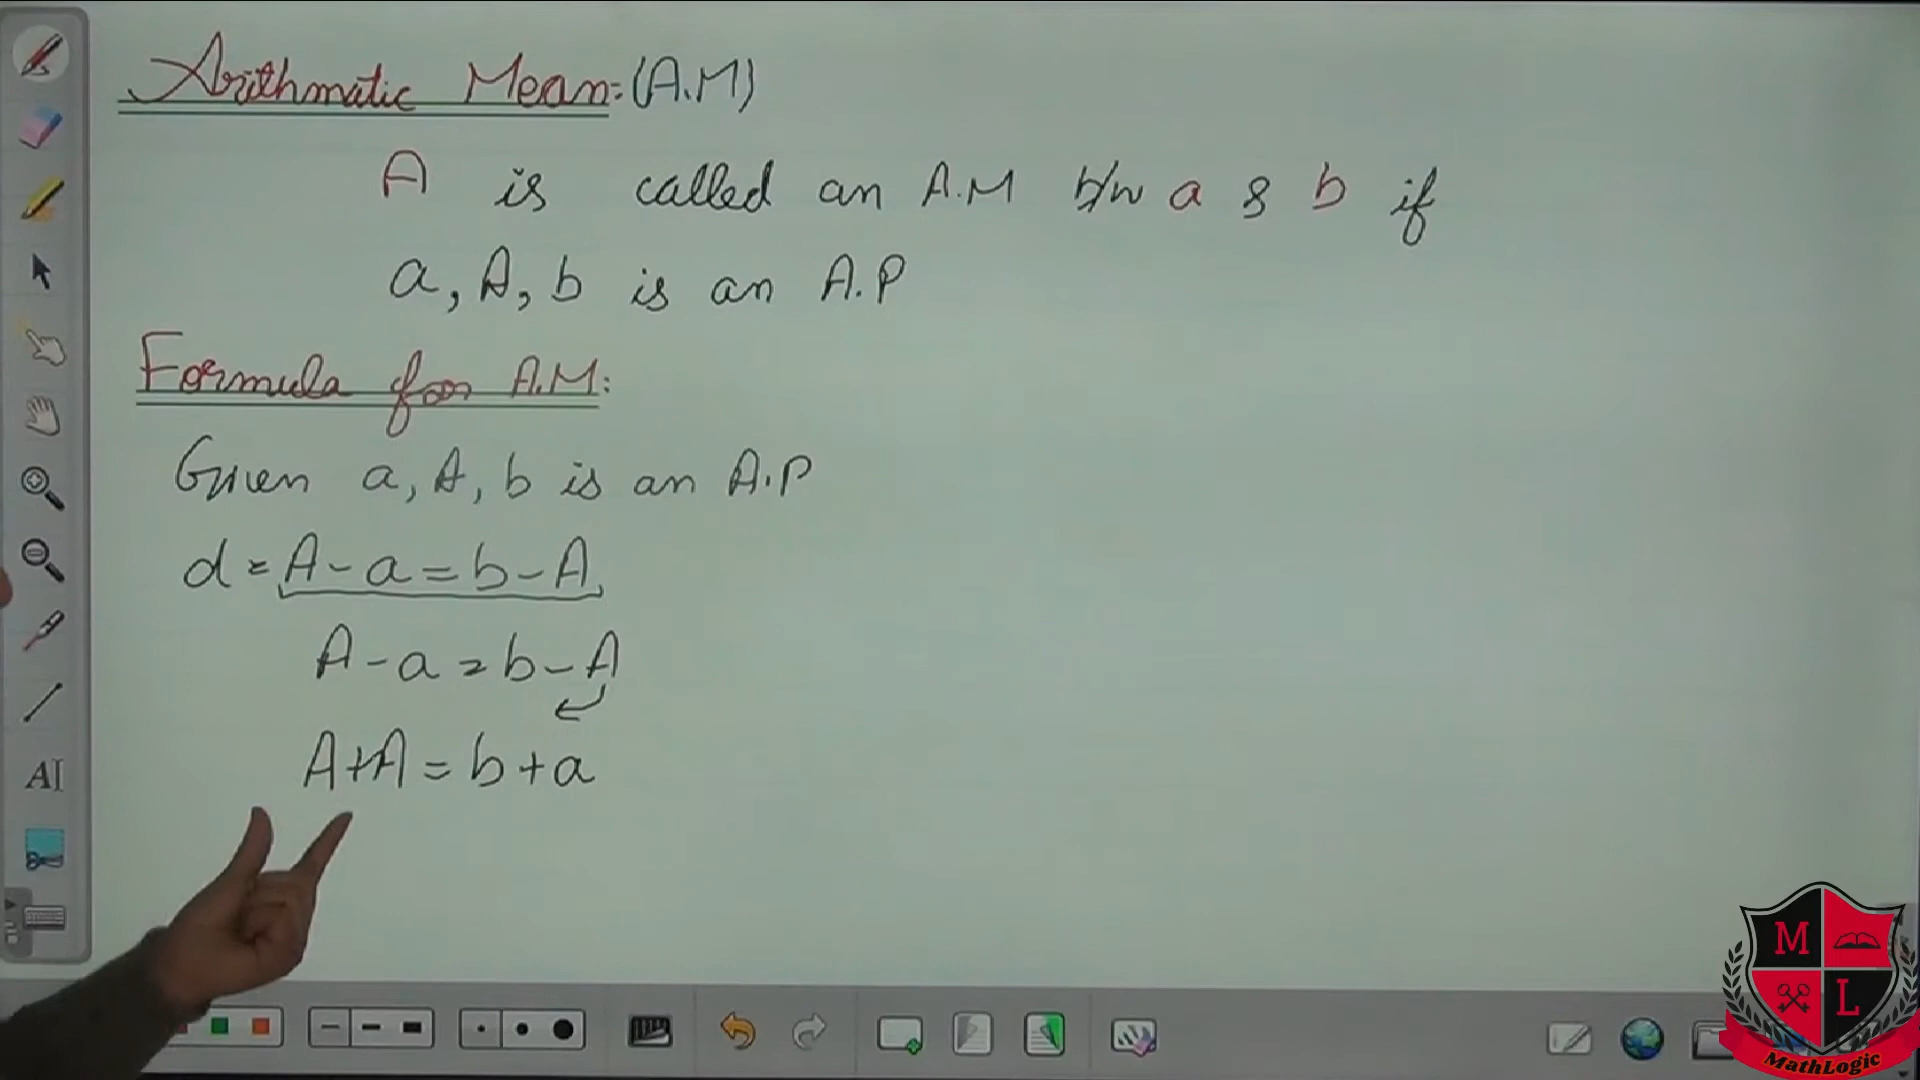 Arithmatic Mean:(A.M)
A is called an A.M b/w a & b if
a, A, b is an A.P
Formula for A.M:
Given a, A, b is an A.P
d = A - a = b - A
A - a = b - A
A+A = b + a
AI
M
L
MathLogic